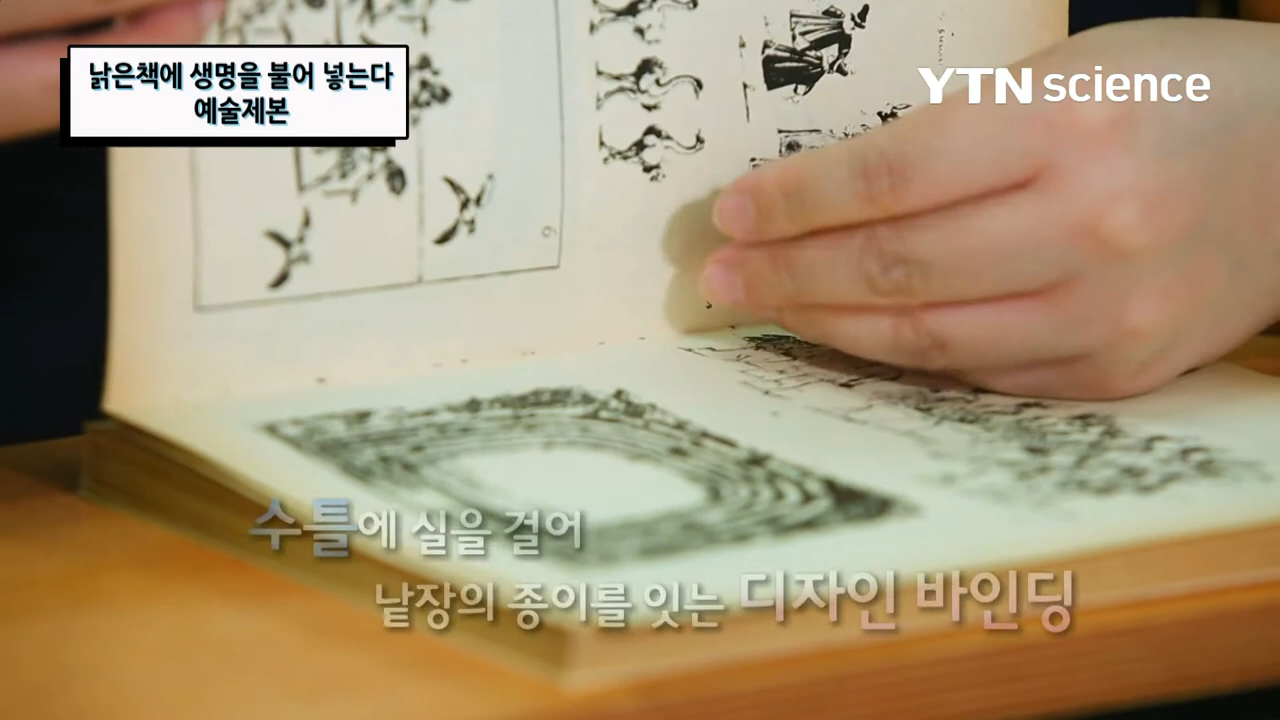 낡은책에 생명을 불어 넣는다
예술제본
YTN science
수틀에 실을 걸어
낱장의 종이를 잇는 디자인 바인딩